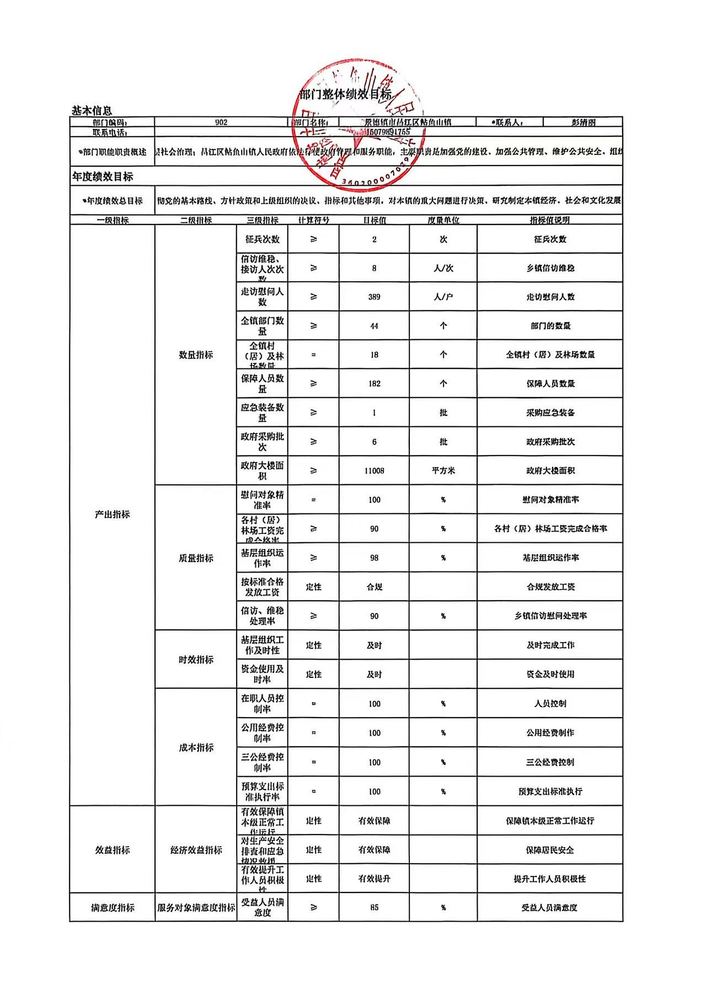 部门整体绩效目标
基本信息
部门编码: 902 部门名称: 景德镇市昌江区鲇鱼山镇 *联系人: 彭清丽
联系电话: 15079891755
*部门职能职责概述 社会治理;昌江区鲇鱼山镇人民政府依法行使政府管理和服务职能,主要职责是加强党的建设、加强公共管理、维护公共安全、组织
年度绩效目标
*年度绩效总目标 彻党的基本路线、方针政策和上级组织的决议、指标和其他事项,对本镇的重大问题进行决策、研究制定本镇经济、社会和文化发展
一级指标 二级指标 三级指标 计算符号 目标值 度量单位 指标值说明
产出指标
数量指标
征兵次数 ≥ 2 次 征兵次数
信访维稳、
接访人次次
数
≥ 8 人/次 乡镇信访维稳
走访慰问人
数
≥ 389 人/户 走访慰问人数
全镇部门数
量
≥ 44 个 部门的数量
全镇村
（居）及林
场数量
= 18 个 全镇村（居）及林场数量
保障人员数
量
≥ 182 个 保障人员数量
应急装备数
量
≥ 1 批 采购应急装备
政府采购批
次
≥ 6 批 政府采购批次
政府大楼面
积
≥ 11008 平方米 政府大楼面积
质量指标
慰问对象精
准率
= 100 % 慰问对象精准率
各村（居）
林场工资完
成合格率
≥ 90 % 各村（居）林场工资完成合格率
基层组织运
作率
≥ 98 % 基层组织运作率
按标准合格
发放工资
定性 合规 合规发放工资
信访、维稳
处理率
≥ 90 % 乡镇信访慰问处理率
时效指标
基层组织工
作及时性
定性 及时 及时完成工作
资金使用及
时率
定性 及时 资金及时使用
成本指标
在职人员控
制率
= 100 % 人员控制
公用经费控
制率
= 100 % 公用经费制作
三公经费控
制率
= 100 % 三公经费控制
预算支出标
准执行率
= 100 % 预算支出标准执行
效益指标
经济效益指标
有效保障镇
本级正常工
作运行
定性 有效保障 保障镇本级正常工作运行
对生产安全
排查和应急
情况救援
定性 有效保障 保障居民安全
有效提升工
作人员积极
性
定性 有效提升 提升工作人员积极性
满意度指标
服务对象满意度指标
受益人员满
意度
≥ 85 % 受益人员满意度